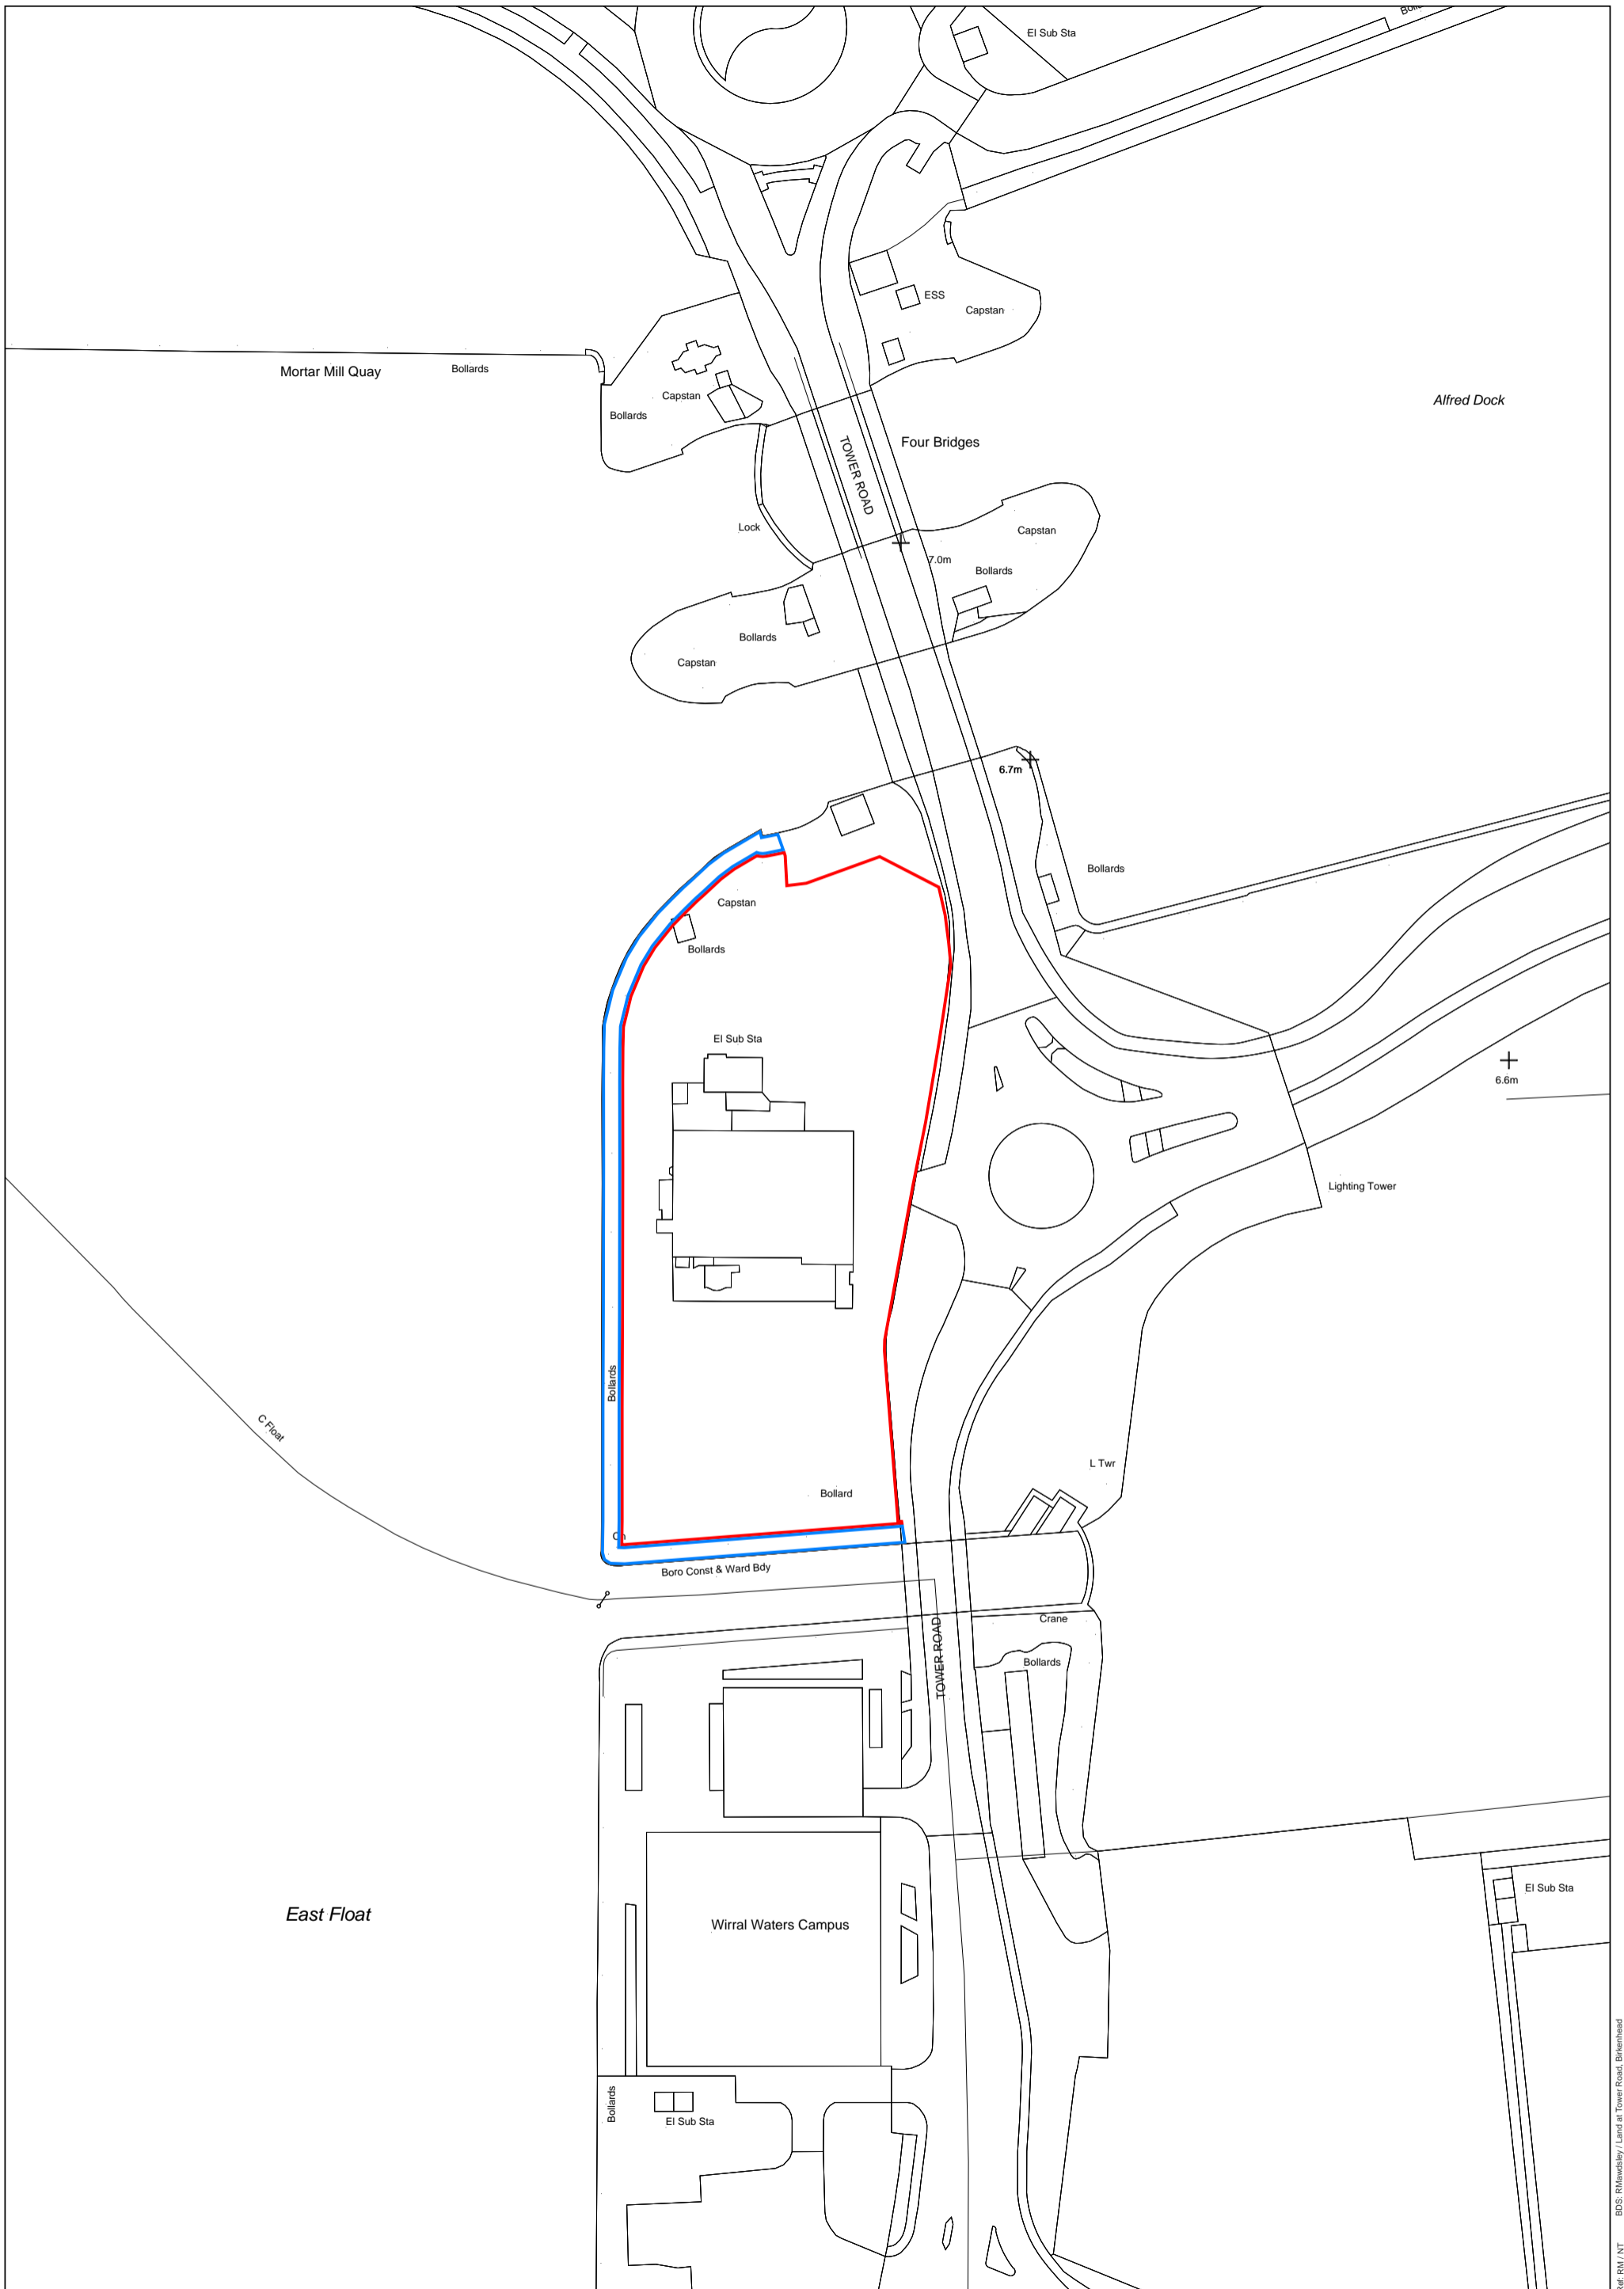 El Sub Sta
ESS
Capstan
Mortar Mill Quay
Bollards
Capstan
Bollards
Alfred Dock
TOWER ROAD
Four Bridges
Lock
Capstan
7.0m
Bollards
Bollards
Capstan
6.7m
Bollards
Capstan
Bollards
El Sub Sta
6.6m
Lighting Tower
Bollards
C Float
L Twr
Bollard
Boro Const & Ward Bdy
Crane
TOWER ROAD
Bollards
El Sub Sta
East Float
Wirral Waters Campus
Bollards
El Sub Sta
BDS: RMawdsley / Land at Tower Road, Birkenhead
Ref: RM / NT